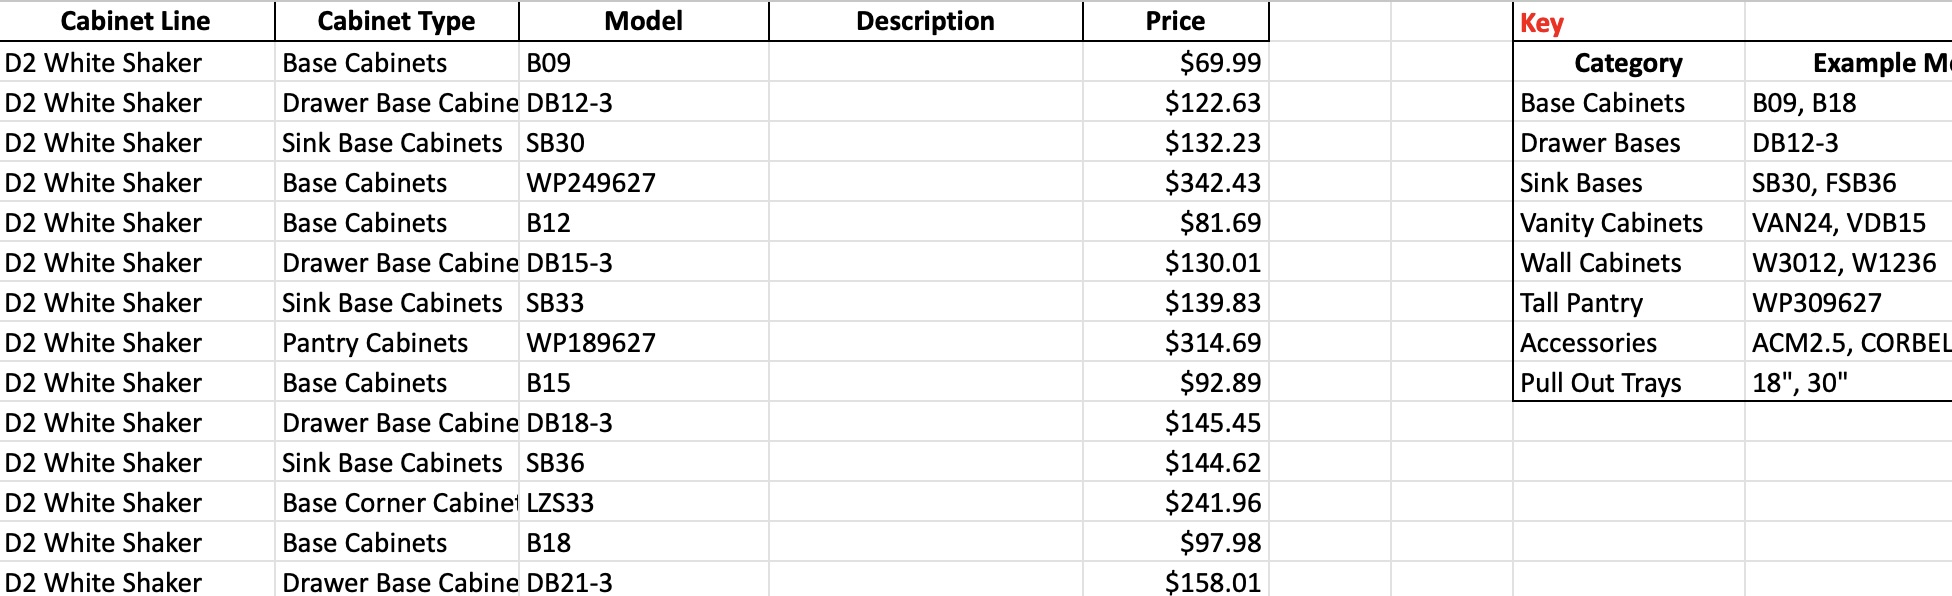 Cabinet Line Cabinet Type Model Description Price Key
D2 White Shaker Base Cabinets B09 $69.99 Category Example M
D2 White Shaker Drawer Base Cabine DB12-3 $122.63 Base Cabinets B09, B18
D2 White Shaker Sink Base Cabinets SB30 $132.23 Drawer Bases DB12-3
D2 White Shaker Base Cabinets WP249627 $342.43 Sink Bases SB30, FSB36
D2 White Shaker Base Cabinets B12 $81.69 Vanity Cabinets VAN24, VDB15
D2 White Shaker Drawer Base Cabine DB15-3 $130.01 Wall Cabinets W3012, W1236
D2 White Shaker Sink Base Cabinets SB33 $139.83 Tall Pantry WP309627
D2 White Shaker Pantry Cabinets WP189627 $314.69 Accessories ACM2.5, CORBEL
D2 White Shaker Base Cabinets B15 $92.89 Pull Out Trays 18", 30"
D2 White Shaker Drawer Base Cabine DB18-3 $145.45
D2 White Shaker Sink Base Cabinets SB36 $144.62
D2 White Shaker Base Corner Cabinet LZS33 $241.96
D2 White Shaker Base Cabinets B18 $97.98
D2 White Shaker Drawer Base Cabine DB21-3 $158.01